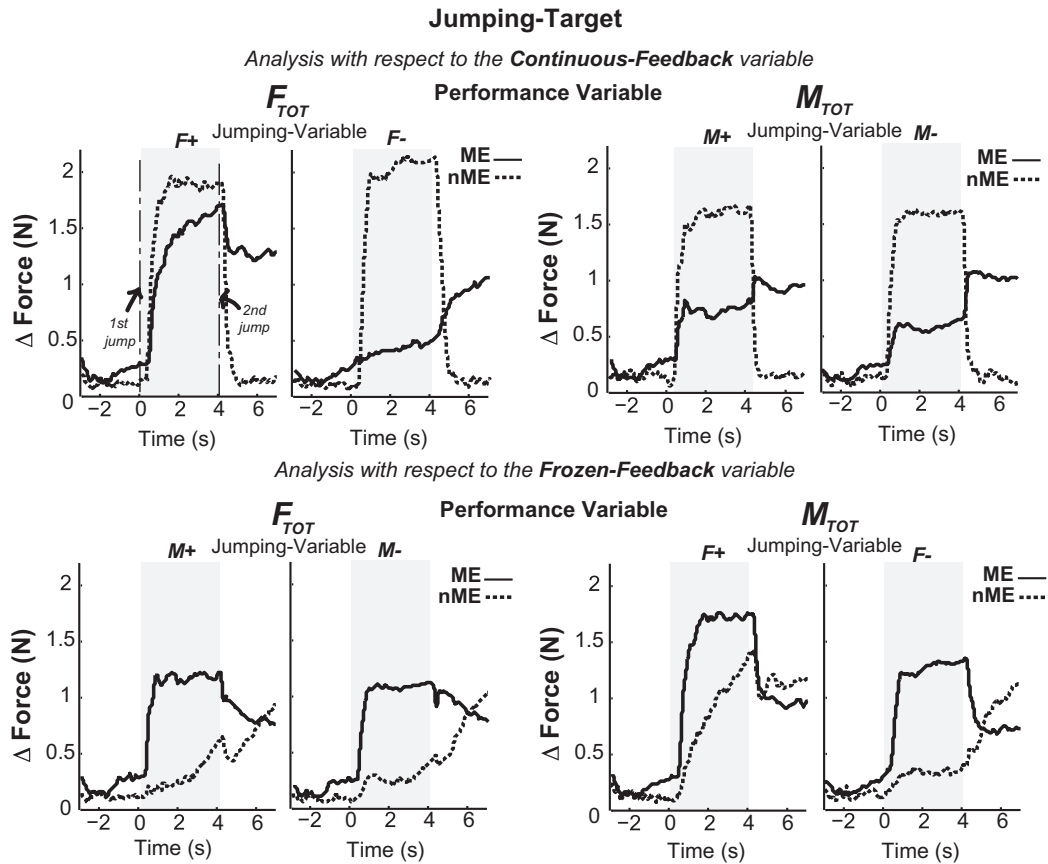 Jumping-Target
Analysis with respect to the Continuous-Feedback variable
F_TOT Performance Variable M_TOT
Jumping-Variable Jumping-Variable
F+ F- M+ M-
ME
nME
ME
nME
Δ Force (N)
2
1.5
1
0.5
0
1st jump
2nd jump
Δ Force (N)
2
1.5
1
0.5
0
−2 0 2 4 6 −2 0 2 4 6 −2 0 2 4 6 −2 0 2 4 6
Time (s) Time (s) Time (s) Time (s)
Analysis with respect to the Frozen-Feedback variable
F_TOT Performance Variable M_TOT
Jumping-Variable Jumping-Variable
M+ M- F+ F-
ME
nME
ME
nME
Δ Force (N)
2
1.5
1
0.5
0
Δ Force (N)
2
1.5
1
0.5
0
−2 0 2 4 6 −2 0 2 4 6 −2 0 2 4 6 −2 0 2 4 6
Time (s) Time (s) Time (s) Time (s)